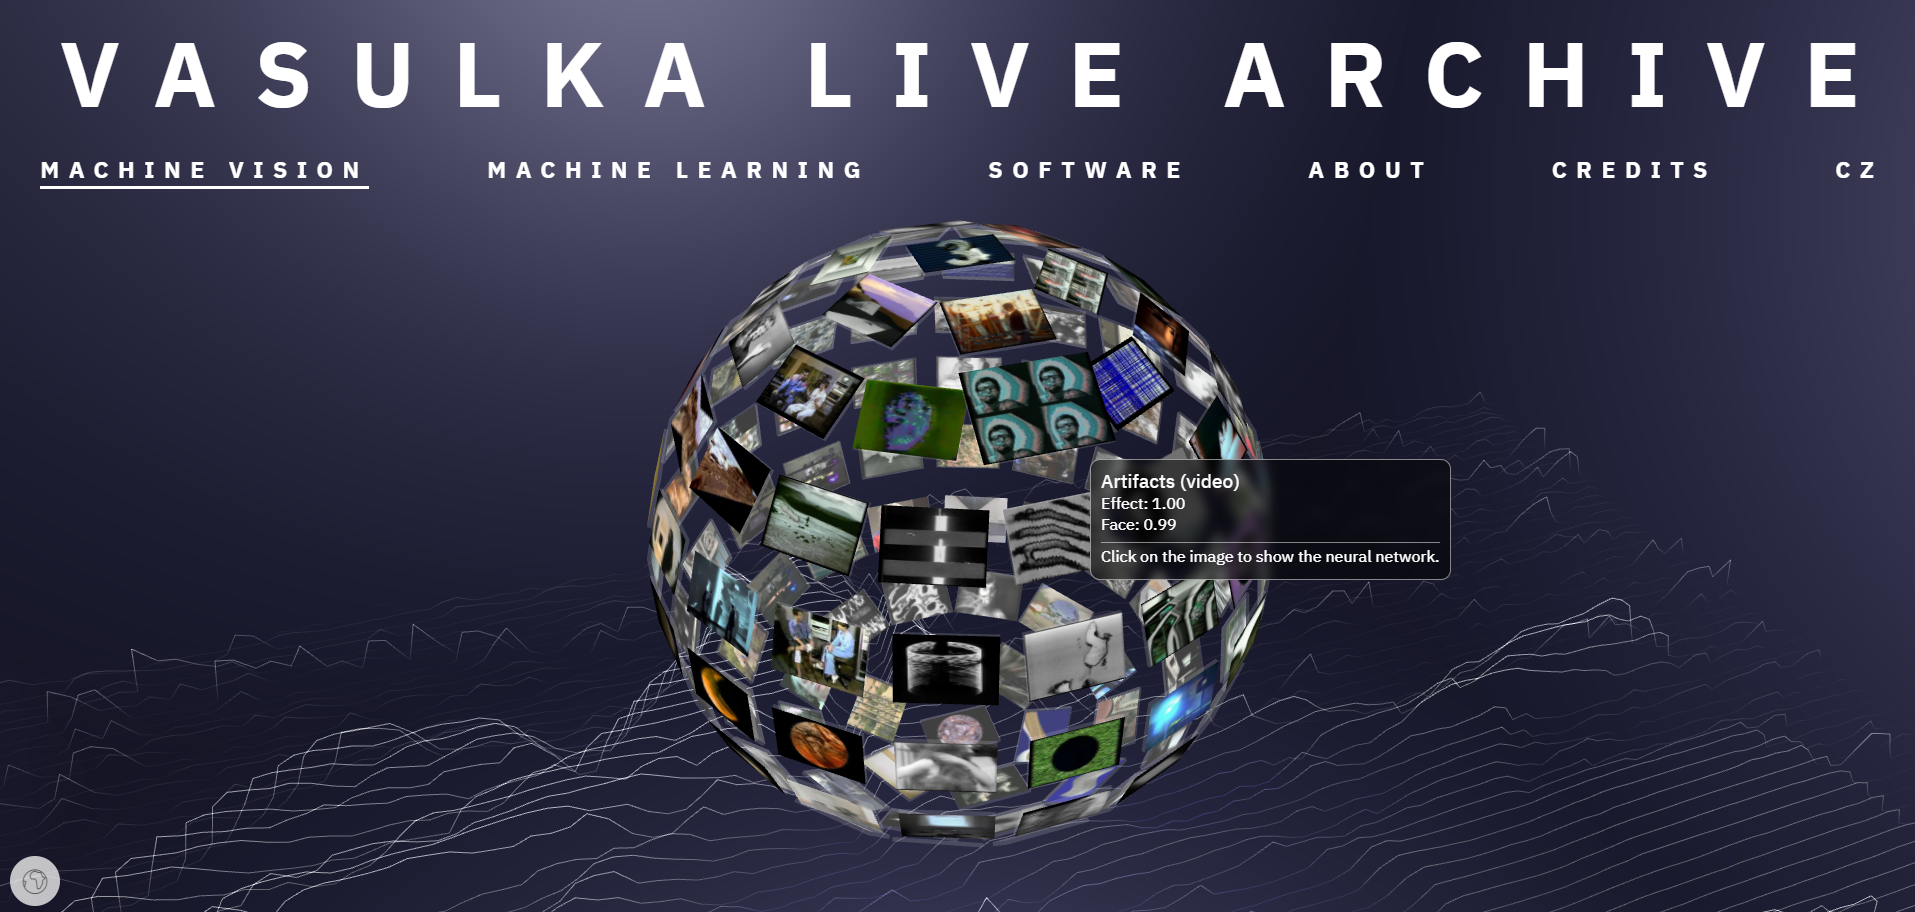 VASULKA LIVE ARCHIVE
MACHINE VISION
MACHINE LEARNING
SOFTWARE
ABOUT
CREDITS
CZ
3
Artifacts (video)
Effect: 1.00
Face: 0.99
Click on the image to show the neural network.